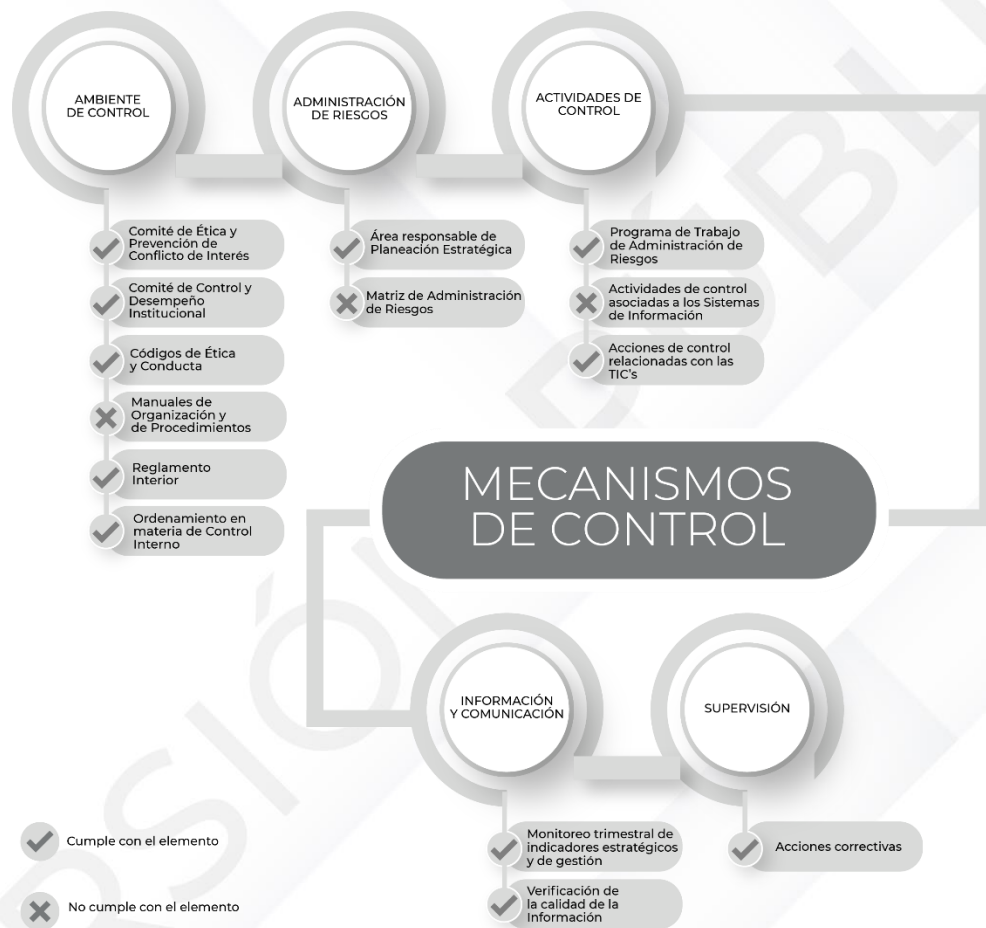 AMBIENTE
DE CONTROL
ADMINISTRACIÓN
DE RIESGOS
ACTIVIDADES DE
CONTROL
Comité de Ética y
Prevención de
Conflicto de Interés
Comité de Control y
Desempeño
Institucional
Códigos de Ética
y Conducta
Manuales de
Organización y
de Procedimientos
Reglamento
Interior
Ordenamiento en
materia de Control
Interno
Área responsable de
Planeación Estratégica
Matriz de Administración
de Riesgos
Programa de Trabajo
de Administración de
Riesgos
Actividades de control
asociadas a los Sistemas
de Información
Acciones de control
relacionadas con las
TIC's
MECANISMOS
DE CONTROL
INFORMACIÓN
Y COMUNICACIÓN
SUPERVISIÓN
Monitoreo trimestral de
indicadores estratégicos
y de gestión
Verificación de
la calidad de la
Información
Acciones correctivas
Cumple con el elemento
No cumple con el elemento